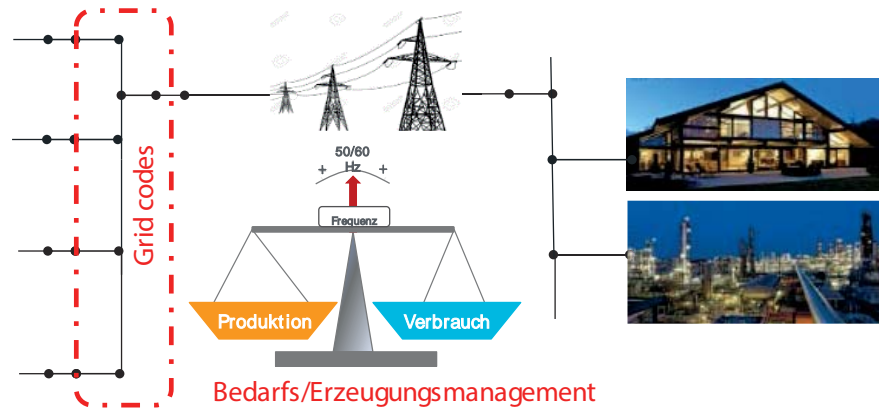 Grid codes
50/60
+ Hz +
Frequenz
Produktion
Verbrauch
Bedarfs/Erzeugungsmanagement